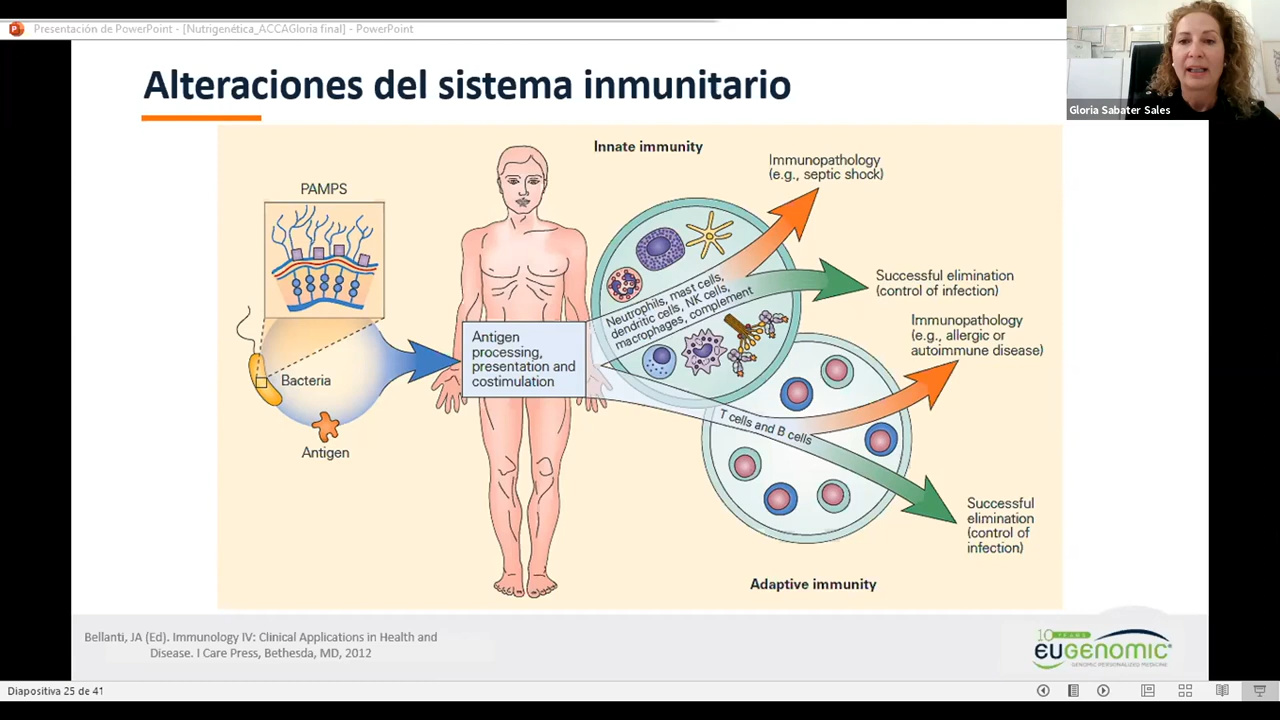 Presentación de PowerPoint - [Nutrigenética_ACCAGloria final] - PowerPoint
Gloria Sabater Sales
Alteraciones del sistema inmunitario
Innate immunity
PAMPS
Immunopathology
(e.g., septic shock)
Successful elimination
(control of infection)
Neutrophils, mast cells,
dendritic cells, NK cells,
macrophages, complement
Immunopathology
(e.g., allergic or
autoimmune disease)
Antigen
processing,
presentation and
costimulation
Bacteria
Antigen
T cells and B cells
Successful
elimination
(control of
infection)
Adaptive immunity
Bellanti, JA (Ed). Immunology IV: Clinical Applications in Health and
Disease. I Care Press, Bethesda, MD, 2012
10 YEARS
EUGENOMIC
GENOMIC PERSONALIZED MEDICINE
Diapositiva 25 de 41